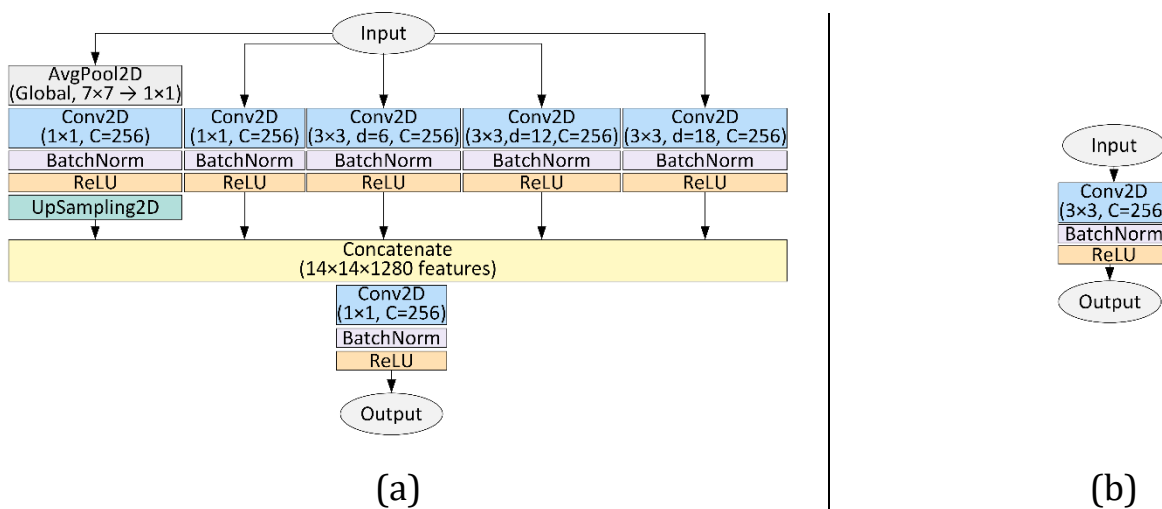 Input
AvgPool2D
(Global, 7×7 → 1×1)
Conv2D
(1×1, C=256)
BatchNorm
ReLU
UpSampling2D
Conv2D
(1×1, C=256)
BatchNorm
ReLU
Conv2D
(3×3, d=6, C=256)
BatchNorm
ReLU
Conv2D
(3×3,d=12,C=256)
BatchNorm
ReLU
Conv2D
(3×3, d=18, C=256)
BatchNorm
ReLU
Concatenate
(14×14×1280 features)
Conv2D
(1×1, C=256)
BatchNorm
ReLU
Output
(a)
Input
Conv2D
(3×3, C=256
BatchNorm
ReLU
Output
(b)